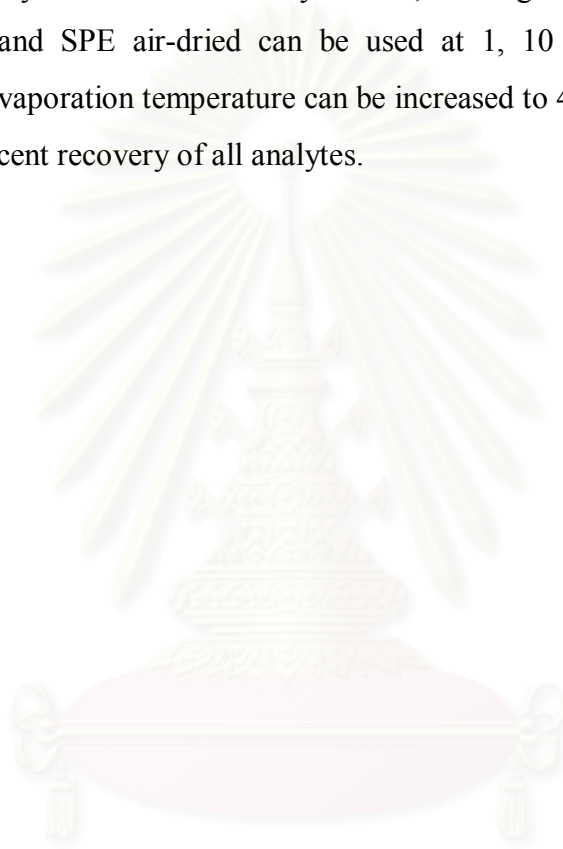 and SPE air-dried can be used at 1, 10
vaporation temperature can be increased to 4
cent recovery of all analytes.